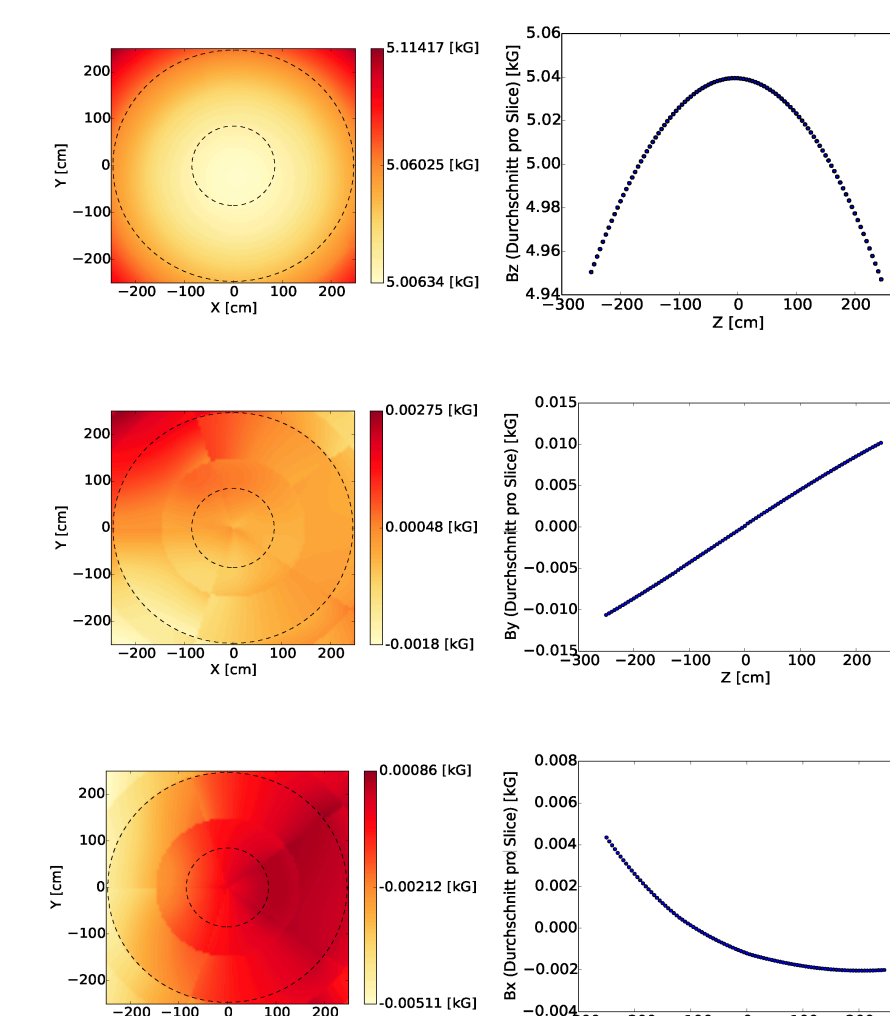 5.11417 [kG]
200
100
0
−100
−200
Y [cm]
5.06025 [kG]
5.00634 [kG]
−200 −100 0 100 200
X [cm]
5.06
5.04
5.02
5.00
4.98
4.96
4.94
Bz (Durchschnitt pro Slice) [kG]
−300 −200 −100 0 100 200
Z [cm]
0.00275 [kG]
200
100
0
−100
−200
Y [cm]
0.00048 [kG]
-0.0018 [kG]
−200 −100 0 100 200
X [cm]
0.015
0.010
0.005
0.000
−0.005
−0.010
−0.015
By (Durchschnitt pro Slice) [kG]
−300 −200 −100 0 100 200
Z [cm]
0.00086 [kG]
200
100
0
−100
−200
Y [cm]
-0.00212 [kG]
-0.00511 [kG]
−200 −100 0 100 200
0.008
0.006
0.004
0.002
0.000
−0.002
−0.004
Bx (Durchschnitt pro Slice) [kG]